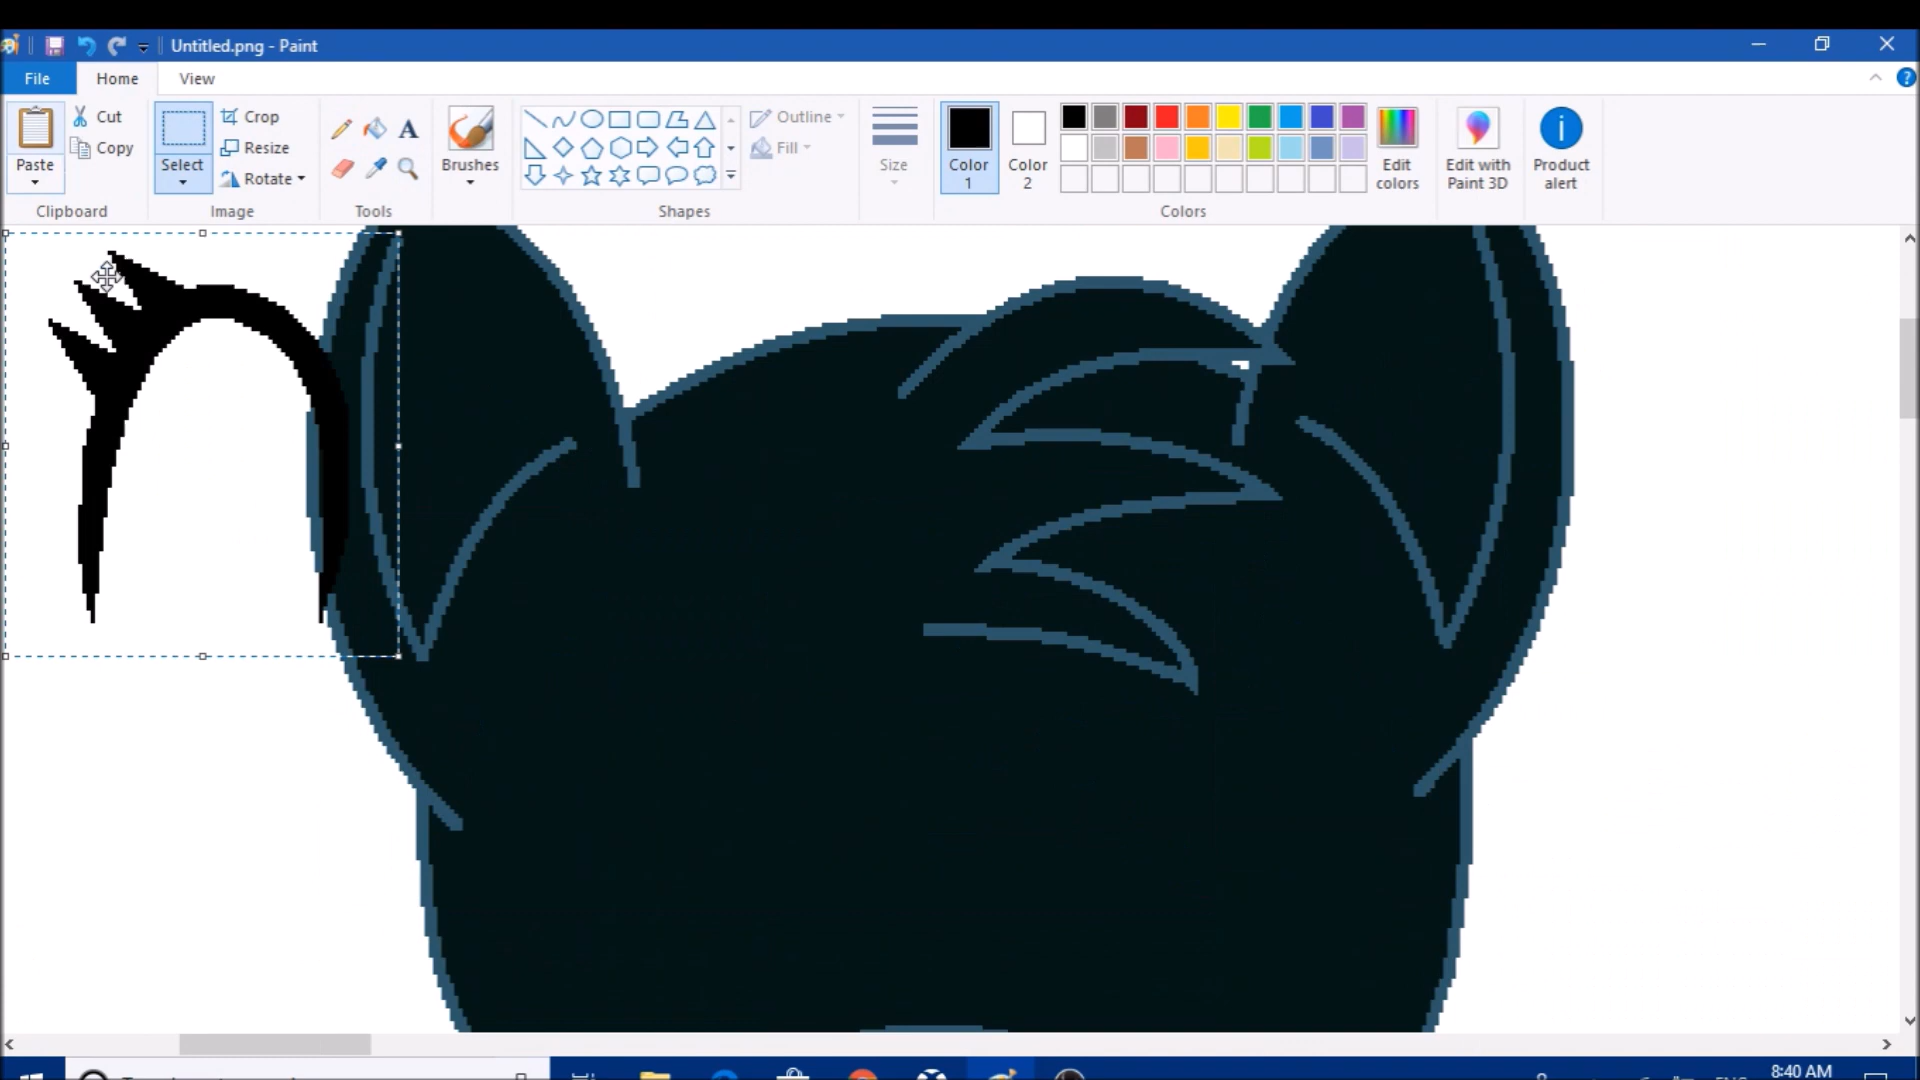 Untitled.png - Paint
File Home View
Paste Cut Copy Select Crop Resize Rotate Brushes Outline Fill Size Color 1 Color 2 Edit colors Edit with Paint 3D Product alert
Clipboard Image Tools Shapes Colors
8:40 AM